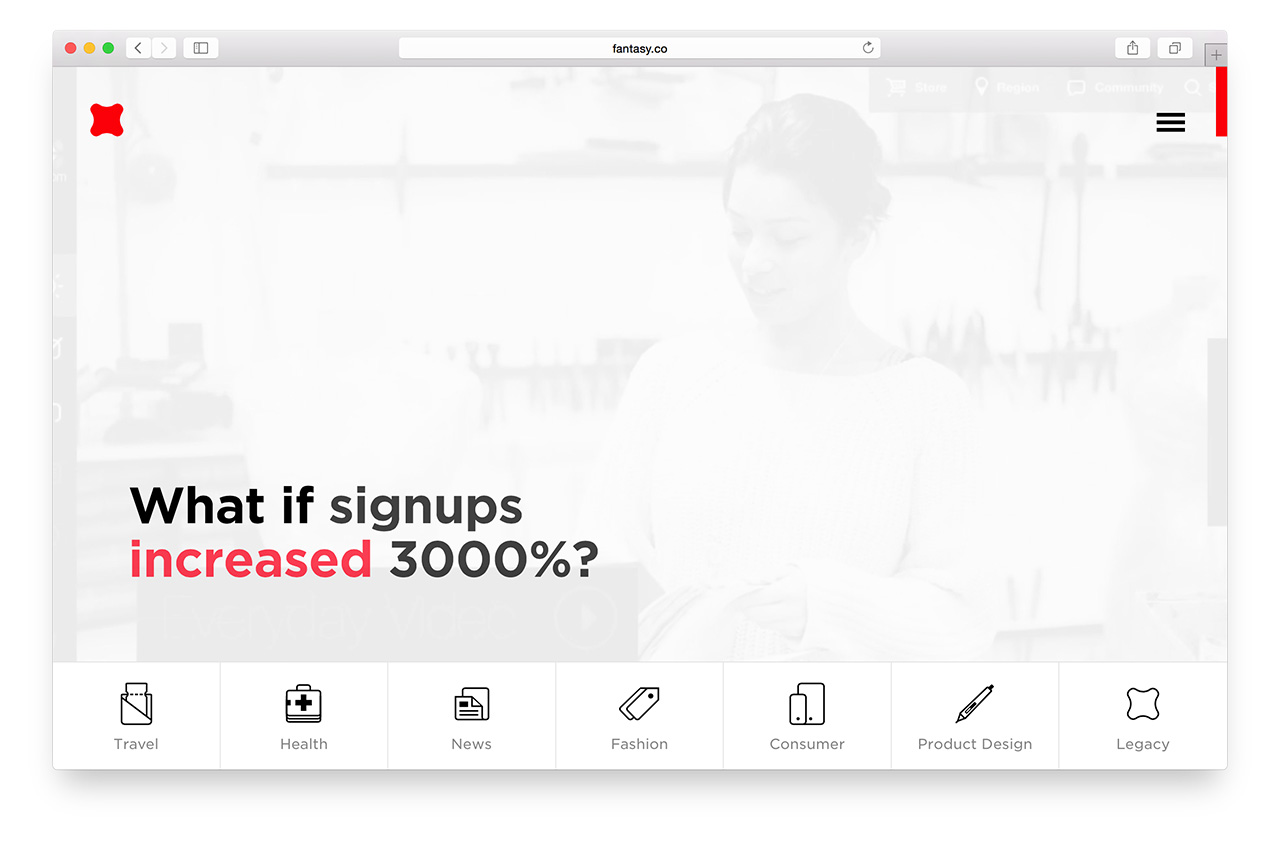 fantasy.co
Store Region Community
What if signups
increased 3000%?
Everyday Video
Travel Health News Fashion Consumer Product Design Legacy